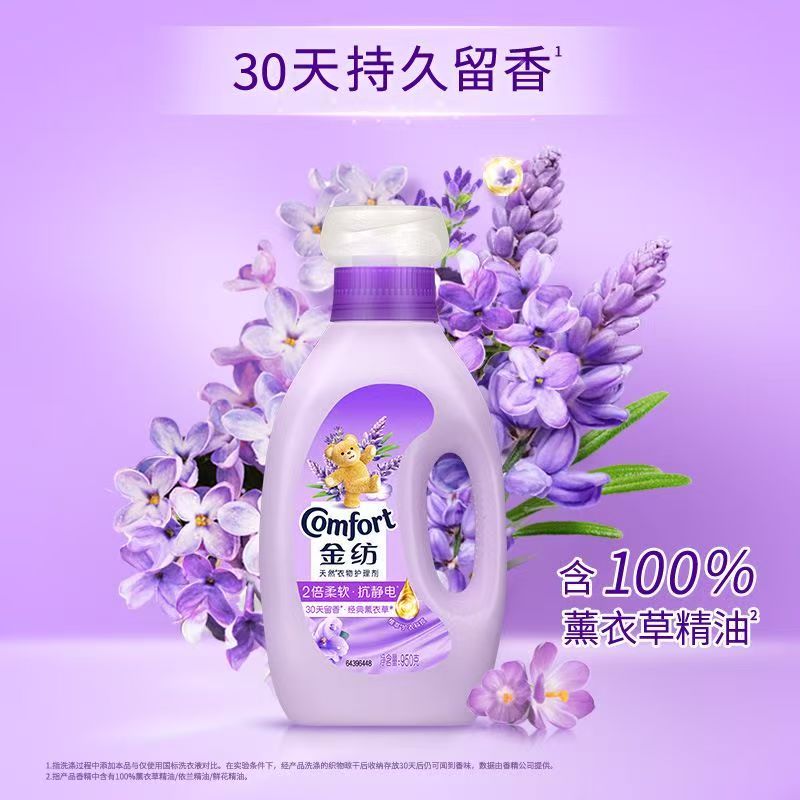 30天持久留香¹
Comfort
金纺
天然*衣物护理剂
2倍柔软·抗静电*
30天留香*·经典薰衣草*
64396448 净含量:950克
含100%
薰衣草精油²
1.指洗涤过程中添加本品与仅使用国标洗衣液对比。在实验条件下，经产品洗涤的织物晾干后收纳存放30天后仍可闻到香味，数据由香精公司提供。
2.指产品香精中含有100%薰衣草精油/依兰精油/鲜花精油。